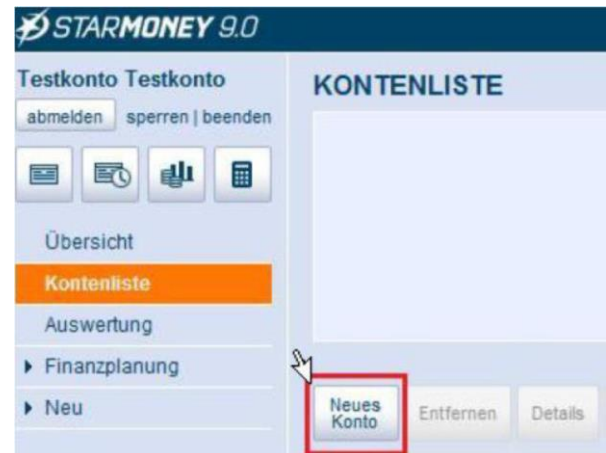 STARMONEY 9.0
Testkonto Testkonto
abmelden sperren | beenden
Übersicht
Kontenliste
Auswertung
Finanzplanung
Neu
KONTENLISTE
Neues
Konto
Entfernen
Details